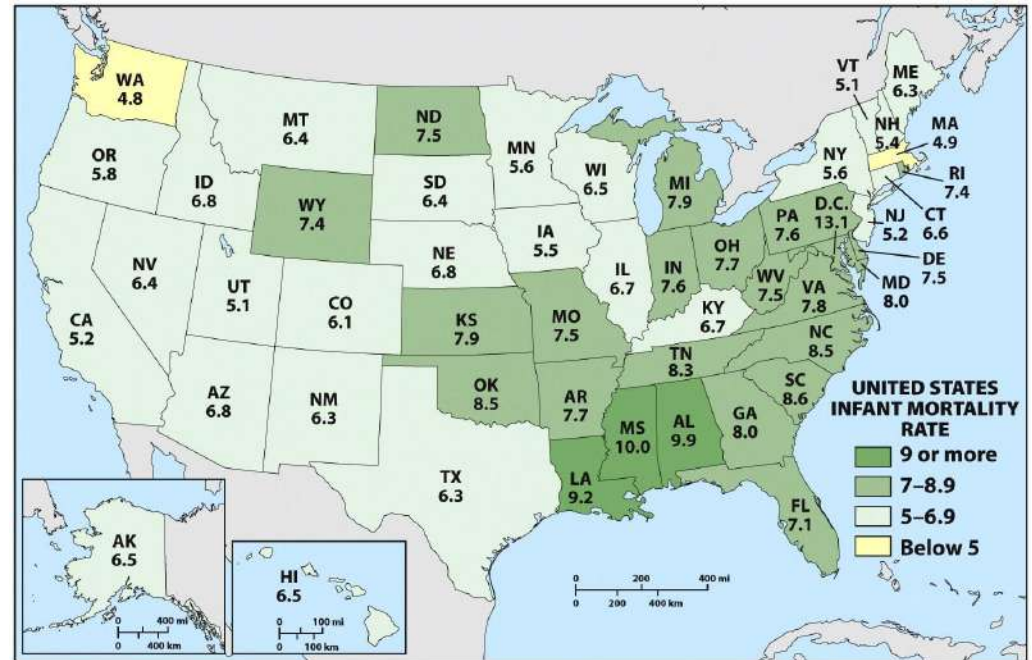 WA
4.8
MT
6.4
ND
7.5
MN
5.6
VT
5.1
ME
6.3
NH
5.4
MA
4.9
OR
5.8
ID
6.8
WY
7.4
SD
6.4
WI
6.5
MI
7.9
NY
5.6
RI
7.4
CT
6.6
NJ
5.2
PA
7.6
D.C.
13.1
DE
7.5
MD
8.0
NV
6.4
UT
5.1
CO
6.1
NE
6.8
IA
5.5
IL
6.7
IN
7.6
OH
7.7
WV
7.5
VA
7.8
CA
5.2
KS
7.9
MO
7.5
KY
6.7
NC
8.5
TN
8.3
SC
8.6
AZ
6.8
NM
6.3
OK
8.5
AR
7.7
MS
10.0
AL
9.9
GA
8.0
TX
6.3
LA
9.2
FL
7.1
UNITED STATES
INFANT MORTALITY
RATE
9 or more
7–8.9
5–6.9
Below 5
AK
6.5
0 400 mi
0 400 km
HI
6.5
0 100 mi
0 100 km
0 200 400 mi
0 200 400 km